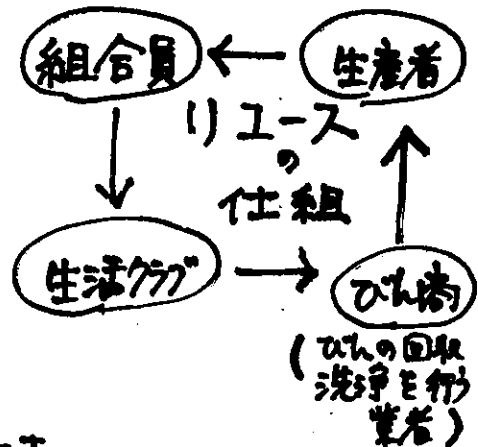 組合員
生産者
リユース
の
仕組
生活クラブ
びん商
(びんの回収
洗浄を行う
業者)